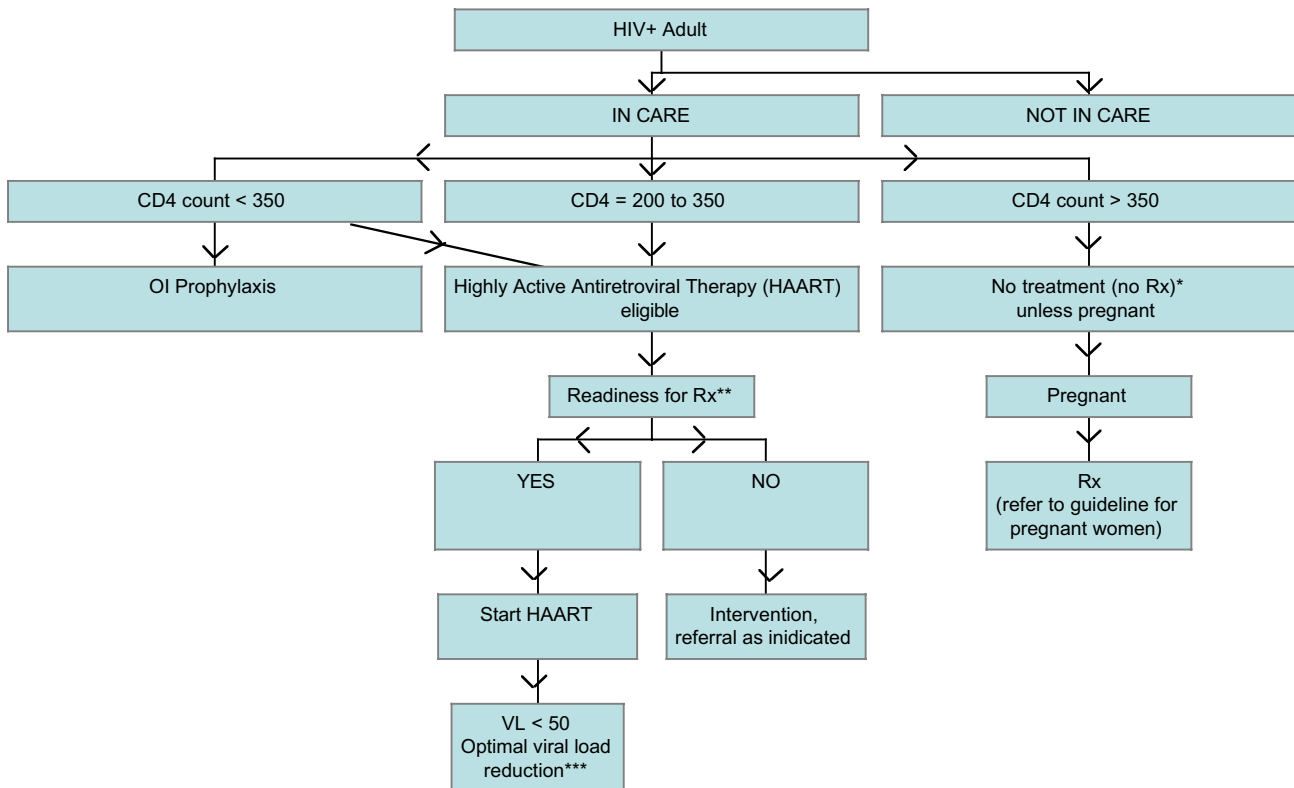 HIV+ Adult
IN CARE
NOT IN CARE
CD4 count < 350
CD4 = 200 to 350
CD4 count > 350
OI Prophylaxis
Highly Active Antiretroviral Therapy (HAART)
eligible
No treatment (no Rx)*
unless pregnant
Readiness for Rx**
Pregnant
YES
NO
Rx
(refer to guideline for
pregnant women)
Start HAART
Intervention,
referral as inidicated
VL < 50
Optimal viral load
reduction***